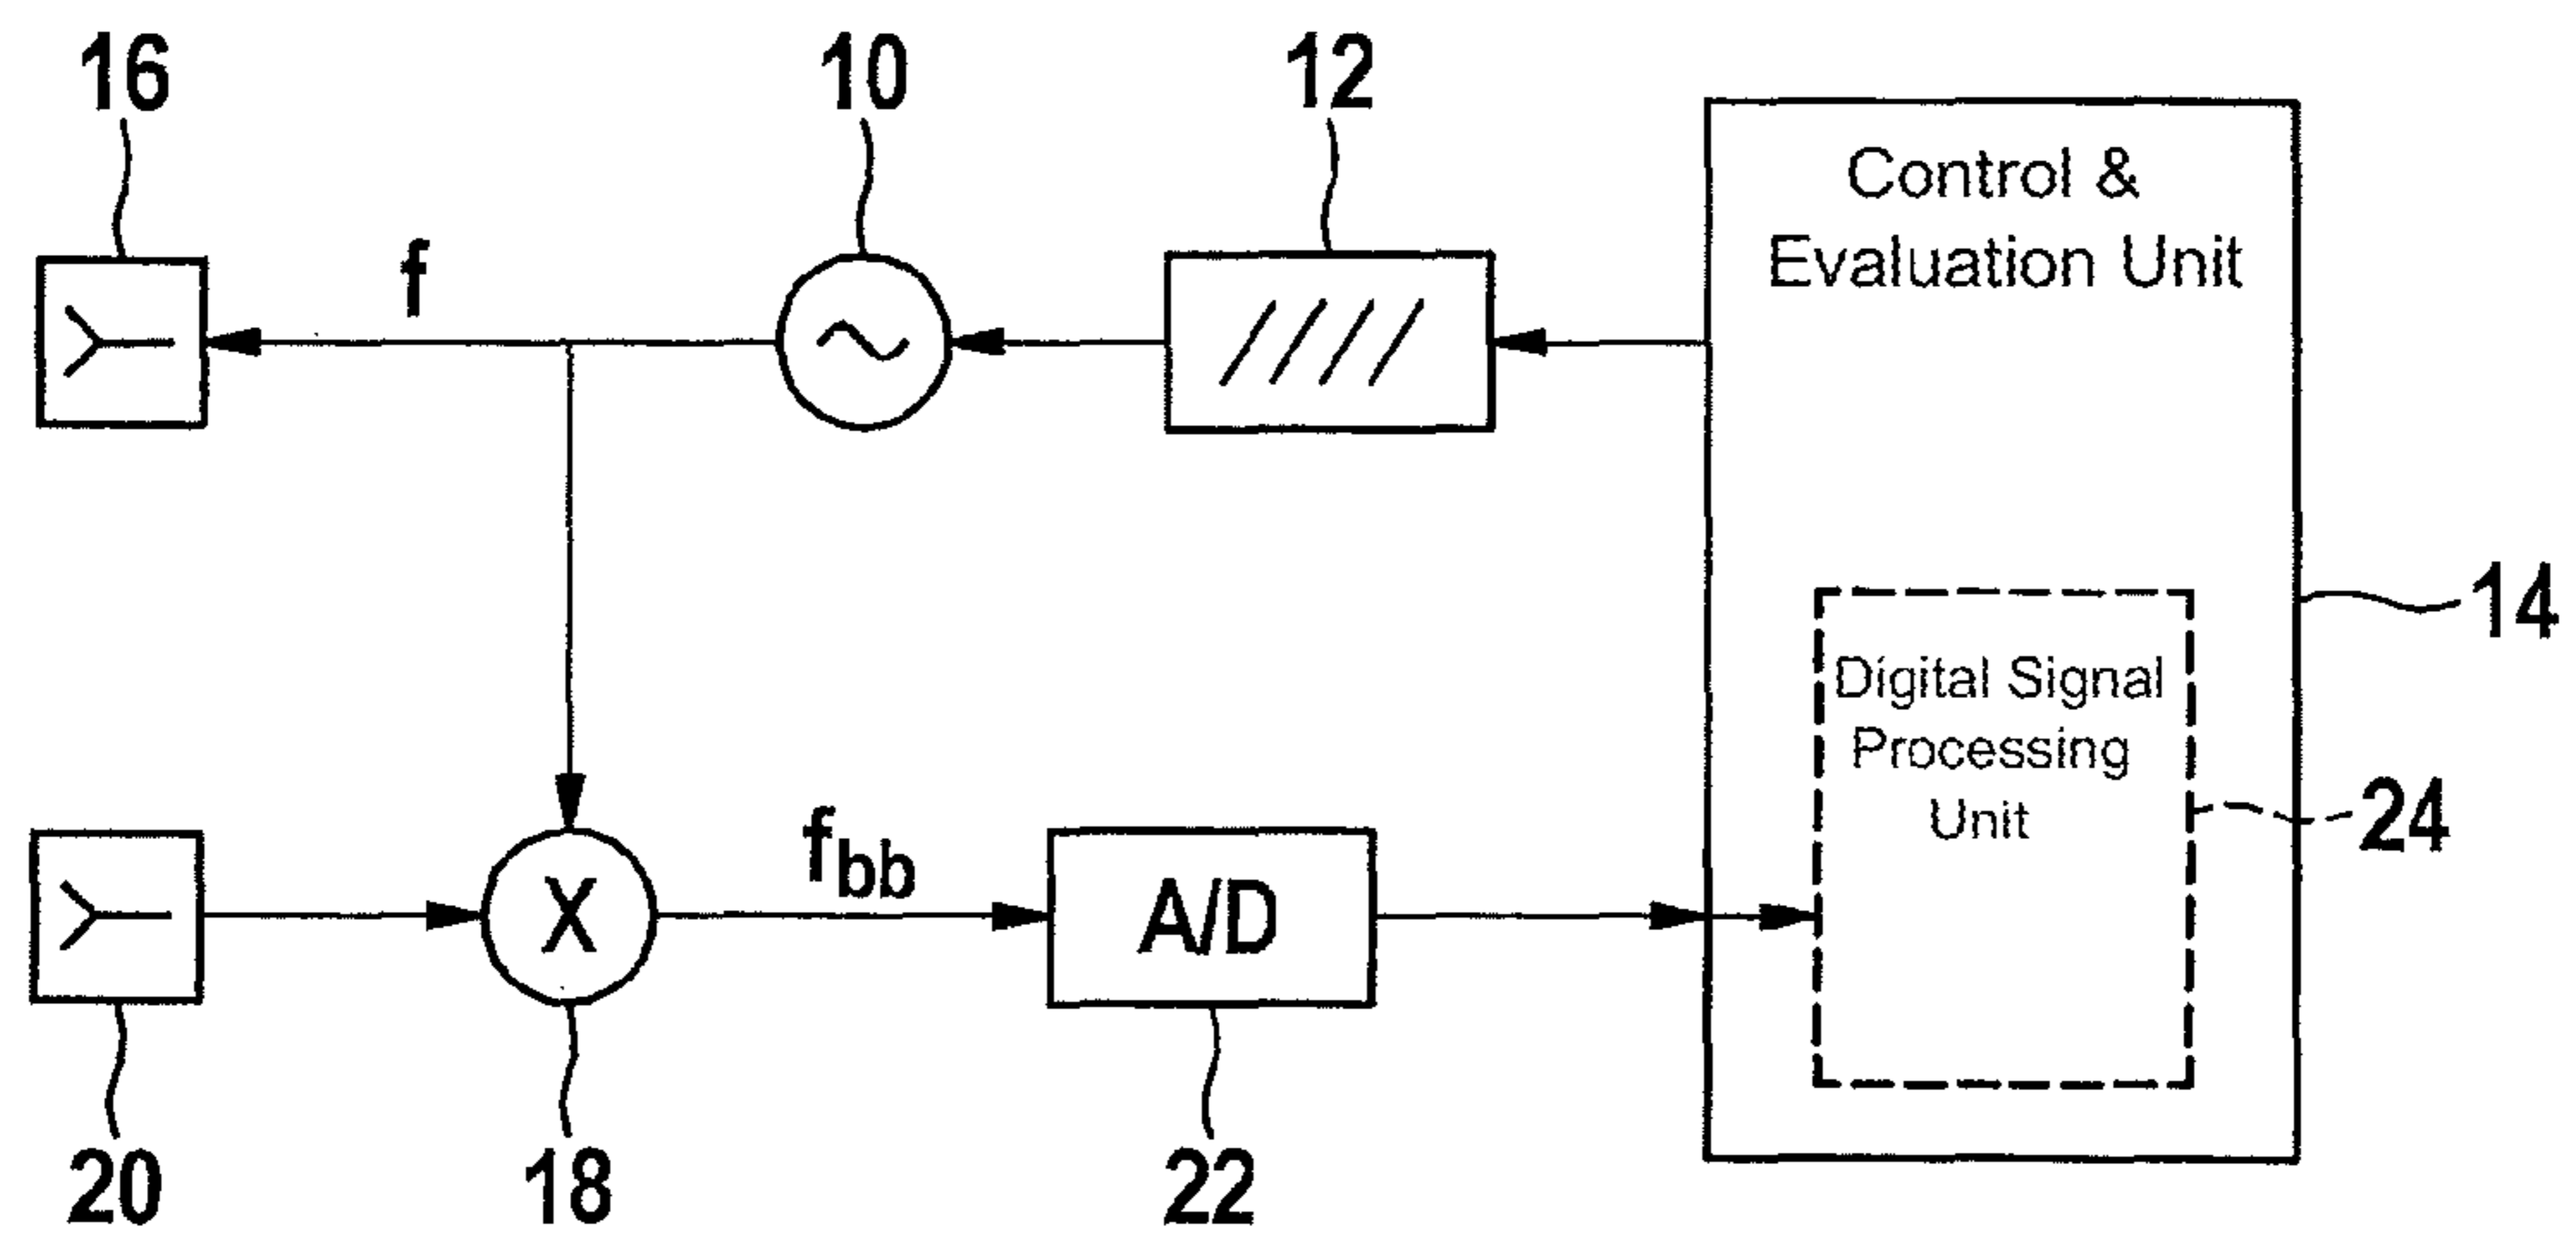 16
10
12
Control &
Evaluation Unit
f
14
Digital Signal
Processing
Unit
24
fbb
X
A/D
20
18
22